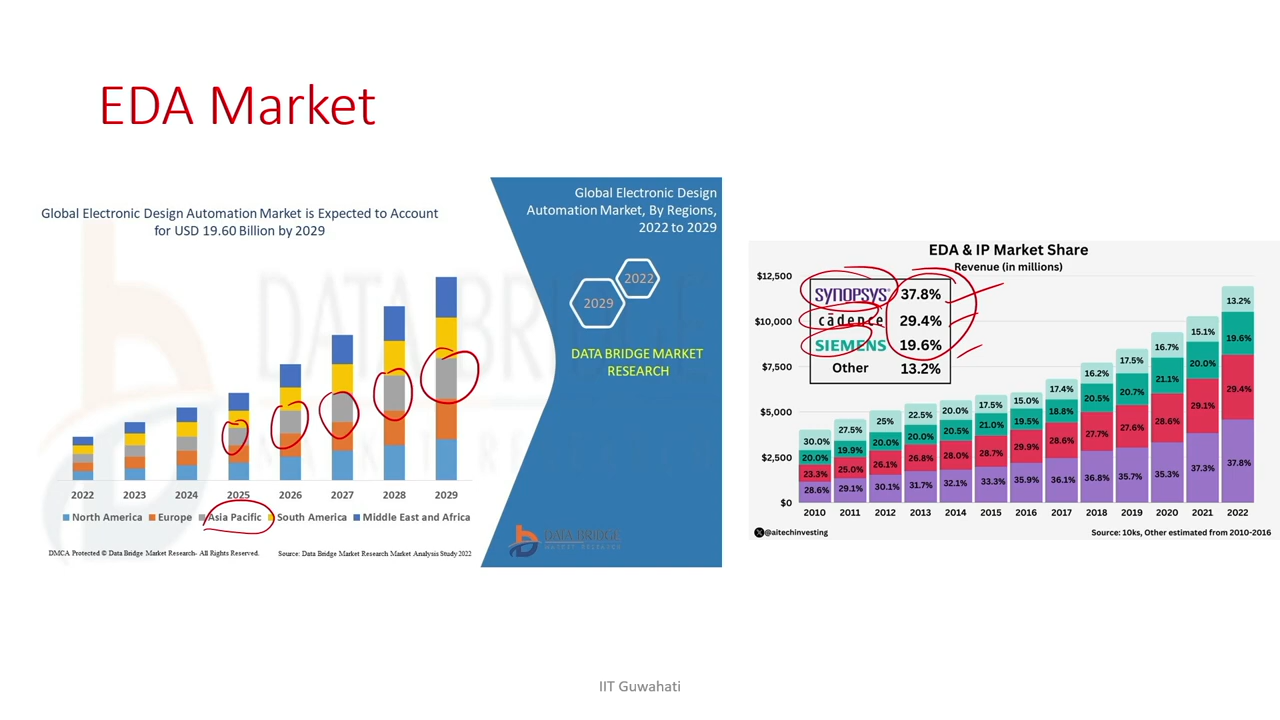 EDA Market
Global Electronic Design Automation Market is Expected to Account
for USD 19.60 Billion by 2029
2022 2023 2024 2025 2026 2027 2028 2029
North America Europe Asia Pacific South America Middle East and Africa
DMCA Protected © Data Bridge Market Research- All Rights Reserved.
Source: Data Bridge Market Research Market Analysis Study 2022
Global Electronic Design
Automation Market, By Regions,
2022 to 2029
2022
2029
DATA BRIDGE MARKET
RESEARCH
DATA BRIDGE
MARKET RESEARCH
EDA & IP Market Share
Revenue (in millions)
$12,500
$10,000
$7,500
$5,000
$2,500
$0
SYNOPSYS 37.8%
cādence 29.4%
SIEMENS 19.6%
Other 13.2%
30.0% 27.5% 25% 22.5% 20.0% 17.5% 15.0% 17.4% 16.2% 17.5% 16.7% 15.1% 13.2%
20.0% 19.9% 20.0% 20.0% 20.5% 21.0% 19.5% 18.8% 20.5% 20.7% 21.1% 20.0% 19.6%
23.3% 25.0% 26.1% 26.8% 28.0% 28.7% 29.9% 28.6% 27.7% 27.6% 28.6% 29.1% 29.4%
28.6% 29.1% 30.1% 31.7% 32.1% 33.3% 35.9% 36.1% 36.8% 35.7% 35.3% 37.3% 37.8%
2010 2011 2012 2013 2014 2015 2016 2017 2018 2019 2020 2021 2022
@aitechinvesting
Source: 10ks, Other estimated from 2010-2016
IIT Guwahati